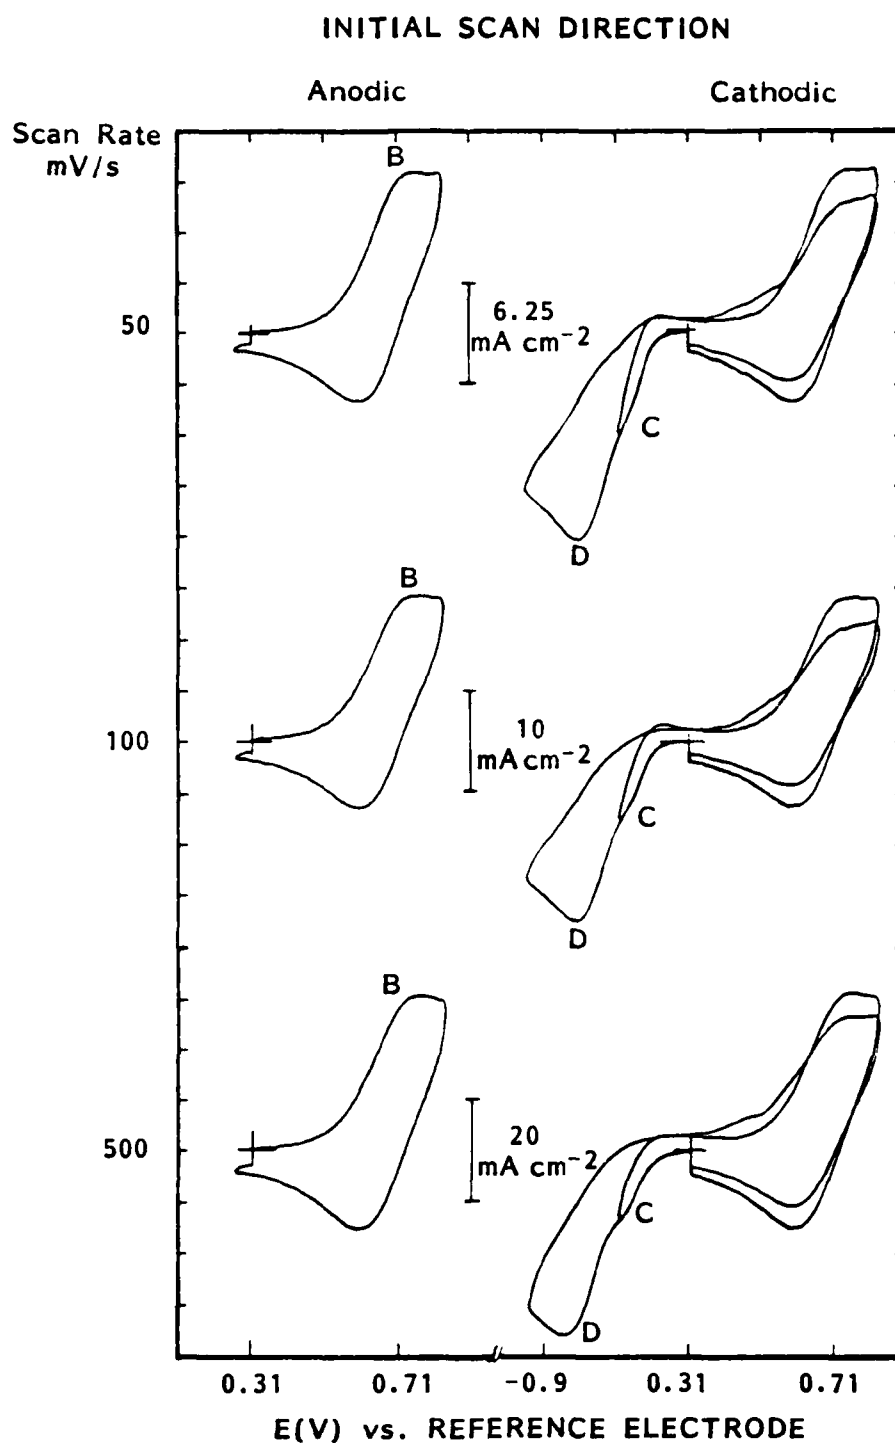 INITIAL SCAN DIRECTION
Anodic
Cathodic
Scan Rate
mV/s
B
50
6.25
mA cm⁻²
C
D
B
100
10
mA cm⁻²
C
D
B
500
20
mA cm⁻²
C
D
0.31
0.71
-0.9
0.31
0.71
E(V) vs. REFERENCE ELECTRODE